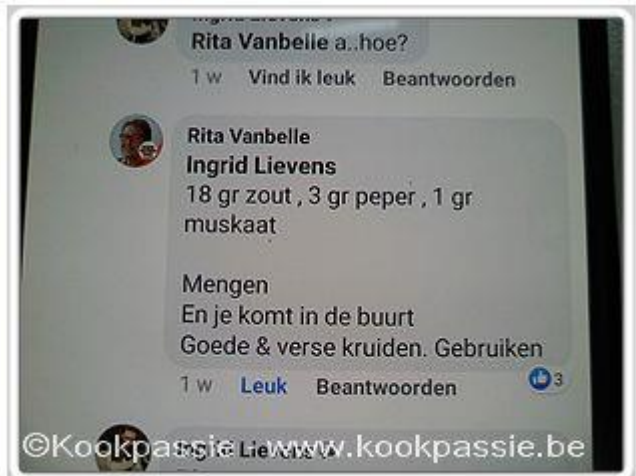 Rita Vanbelle a..hoe?
1 w Vind ik leuk Beantwoorden
Rita Vanbelle
Ingrid Lievens
18 gr zout , 3 gr peper , 1 gr
muskaat
Mengen
En je komt in de buurt
Goede & verse kruiden. Gebruiken
1 w Leuk Beantwoorden 3
©Kookpassie - www.kookpassie.be